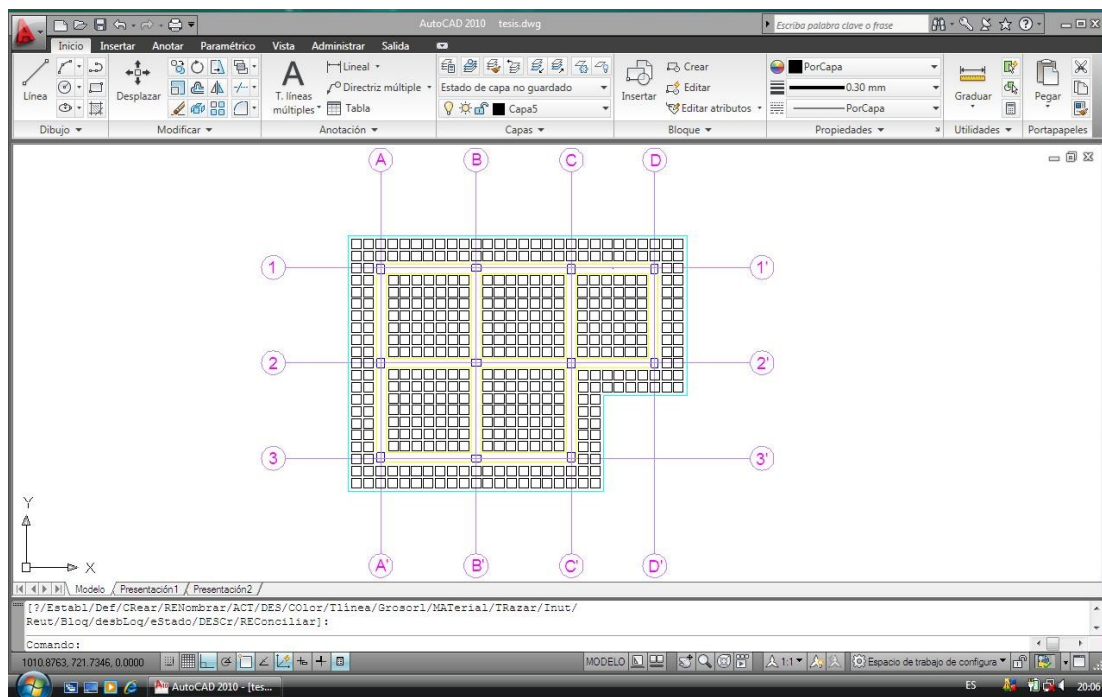 AutoCAD 2010 tesis.dwg
Escriba palabra clave o frase
Inicio Insertar Anotar Paramétrico Vista Administrar Salida
Línea
Desplazar
A
T. líneas múltiples
Lineal
Directriz múltiple
Tabla
Estado de capa no guardado
Capa5
Insertar
Crear
Editar
Editar atributos
PorCapa
0.30 mm
PorCapa
Graduar
Pegar
Dibujo Modificar Anotación Capas Bloque Propiedades Utilidades Portapapeles
A B C D
1 1'
2 2'
3 3'
A' B' C' D'
Y
X
Modelo Presentación1 Presentación2
[?/Establ/Def/CRear/RENombrar/ACT/DES/COlor/Tlínea/Grosorl/MATerial/TRazar/Inut/
Reut/Bloq/desbLoq/eStado/DESCr/REConciliar]:
Comando:
1010.8763, 721.7346, 0.0000 MODELO 1:1 Espacio de trabajo de configura
AutoCAD 2010 - [tes... ES 20:06